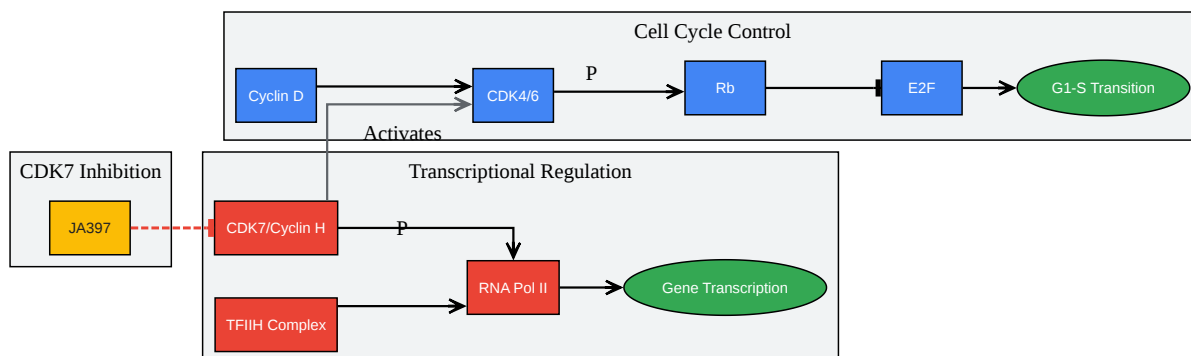 Cell Cycle Control
Cyclin D
CDK4/6
P
Rb
E2F
G1-S Transition
Activates
CDK7 Inhibition
JA397
Transcriptional Regulation
CDK7/Cyclin H
P
RNA Pol II
Gene Transcription
TFIIH Complex